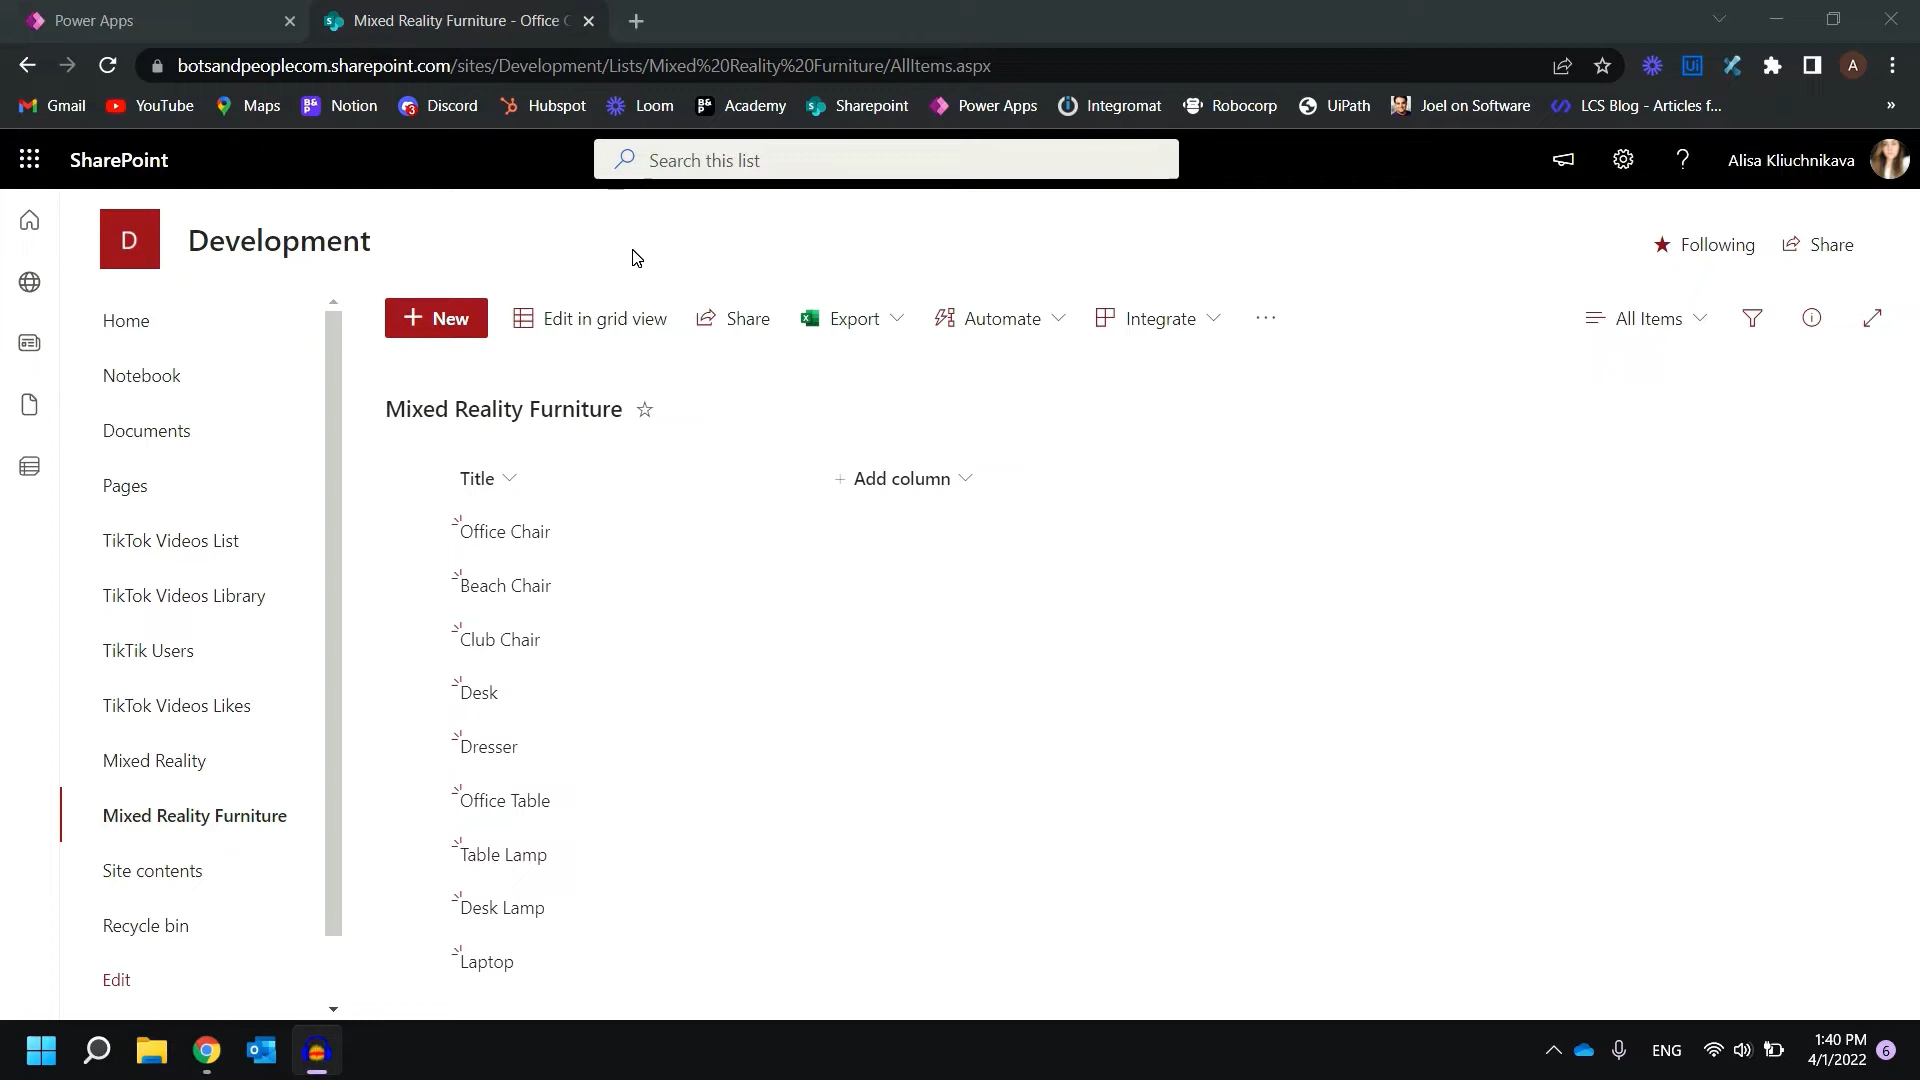 Power Apps
Mixed Reality Furniture - Office
botsandpeoplecom.sharepoint.com/sites/Development/Lists/Mixed%20Reality%20Furniture/AllItems.aspx
Ui
A
Gmail
YouTube
Maps
B&P
Notion
3
Discord
Hubspot
Loom
B&P
Academy
S
Sharepoint
Power Apps
Integromat
Robocorp
UiPath
Joel on Software
LCS Blog - Articles f...
»
SharePoint
Search this list
?
Alisa Kliuchnikava
D
Development
Following
Share
Home
Notebook
Documents
Pages
TikTok Videos List
TikTok Videos Library
TikTik Users
TikTok Videos Likes
Mixed Reality
Mixed Reality Furniture
Site contents
Recycle bin
Edit
+ New
Edit in grid view
Share
Export
Automate
Integrate
...
All Items
Mixed Reality Furniture
Title
+ Add column
Office Chair
Beach Chair
Club Chair
Desk
Dresser
Office Table
Table Lamp
Desk Lamp
Laptop
ENG
1:40 PM
4/1/2022
6